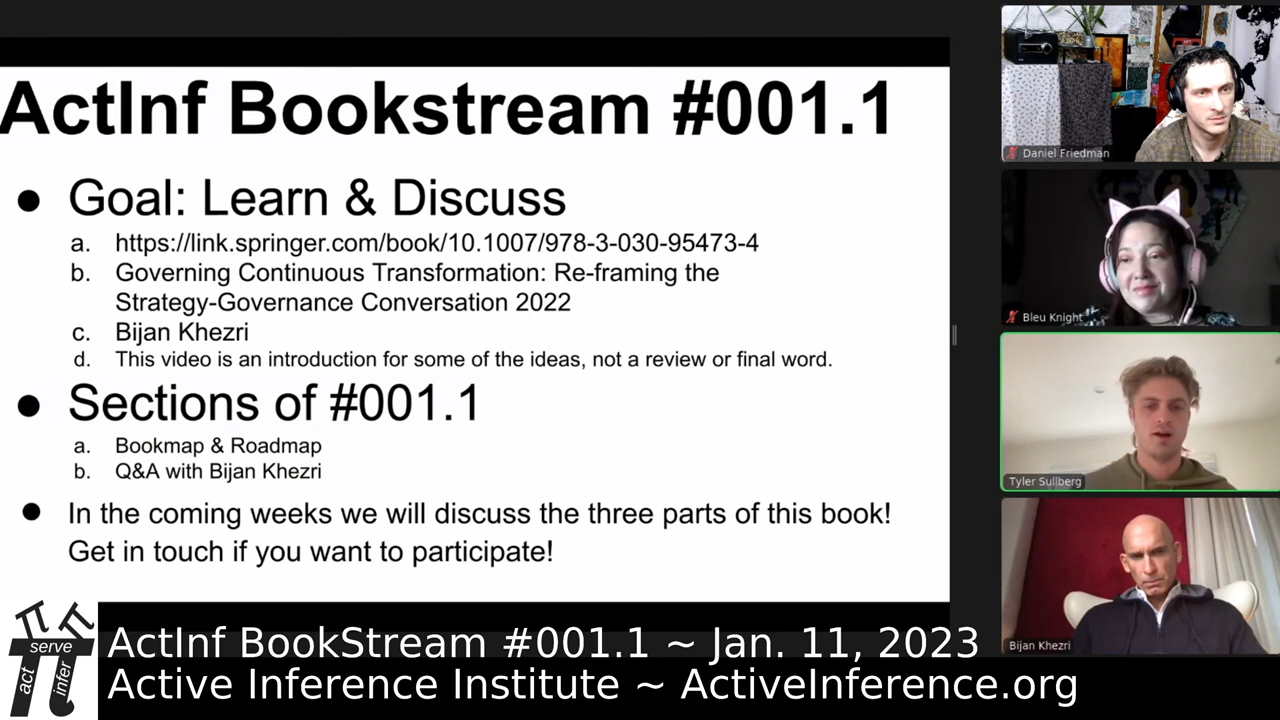 ActInf Bookstream #001.1
● Goal: Learn & Discuss
a. https://link.springer.com/book/10.1007/978-3-030-95473-4
b. Governing Continuous Transformation: Re-framing the
Strategy-Governance Conversation 2022
c. Bijan Khezri
d. This video is an introduction for some of the ideas, not a review or final word.
● Sections of #001.1
a. Bookmap & Roadmap
b. Q&A with Bijan Khezri
● In the coming weeks we will discuss the three parts of this book!
Get in touch if you want to participate!
Daniel Friedman
Bleu Knight
Tyler Sullberg
Bijan Khezri
serve
act
infer
ActInf BookStream #001.1 ~ Jan. 11, 2023
Active Inference Institute ~ ActiveInference.org